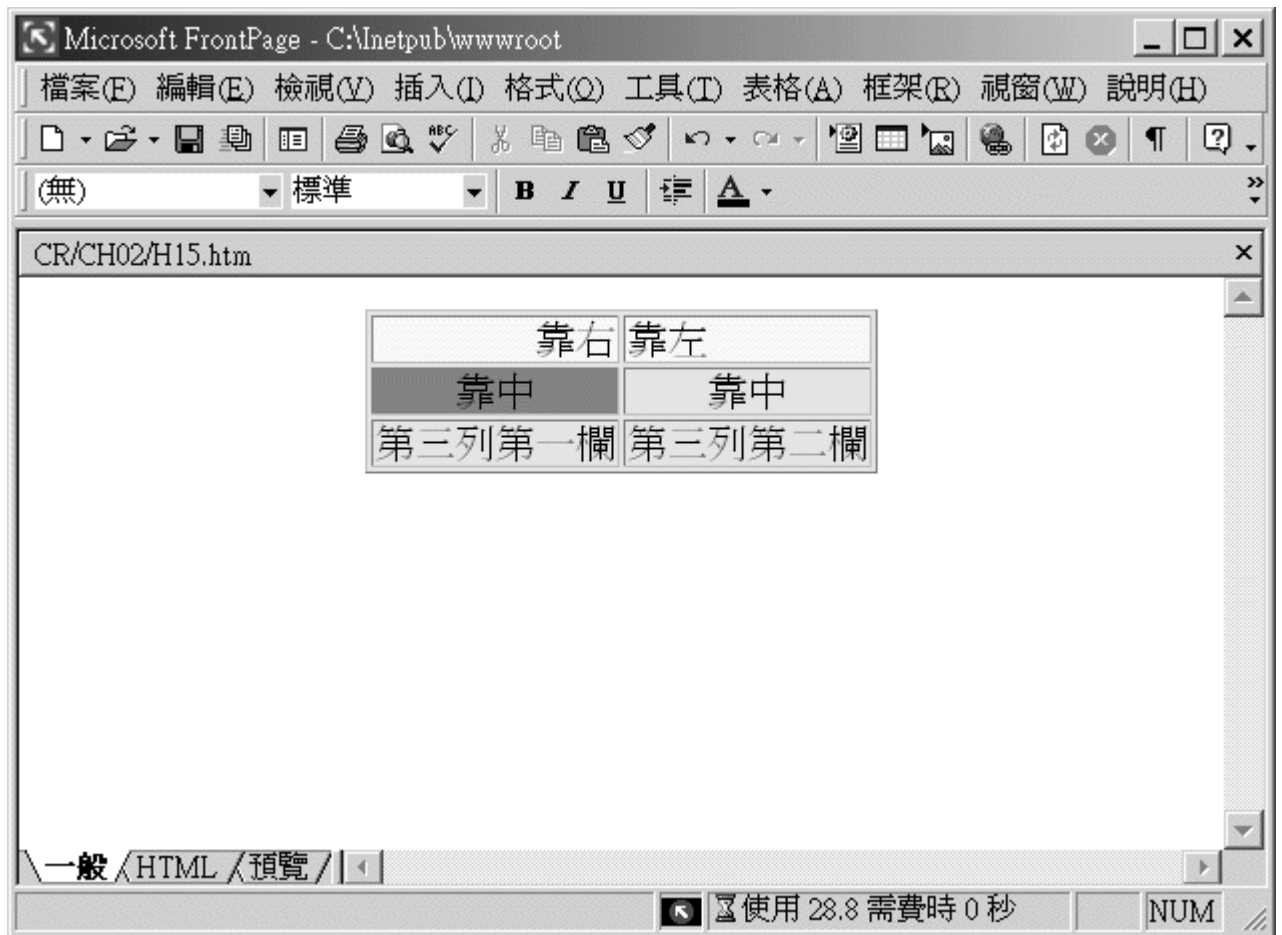 Microsoft FrontPage - C:\Inetpub\wwwroot
檔案(F) 編輯(E) 檢視(V) 插入(I) 格式(O) 工具(T) 表格(A) 框架(R) 視窗(W) 說明(H)
ABC
(無) 標準 B I U A
CR/CH02/H15.htm
靠右 靠左
靠中 靠中
第三列第一欄 第三列第二欄
一般 HTML 預覽
使用 28.8 需費時 0 秒 NUM